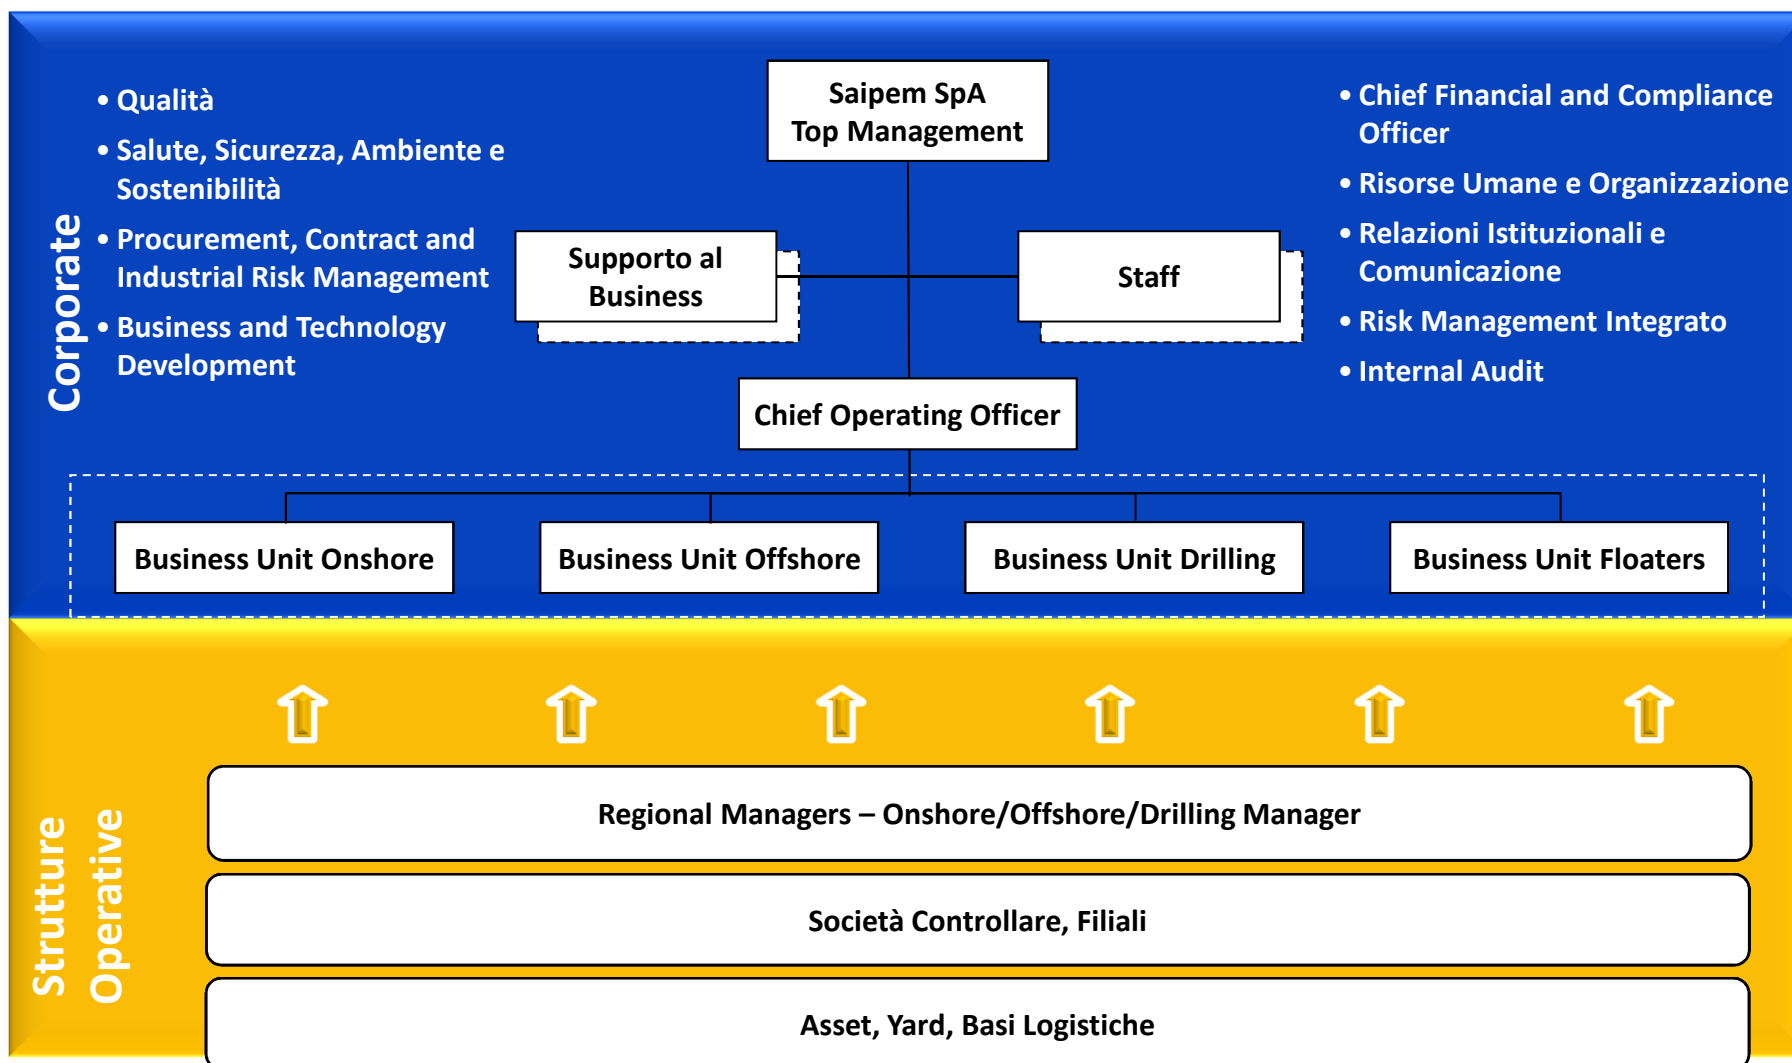 Corporate
• Qualità
• Salute, Sicurezza, Ambiente e
Sostenibilità
• Procurement, Contract and
Industrial Risk Management
• Business and Technology
Development
Saipem SpA
Top Management
Supporto al
Business
Staff
Chief Operating Officer
• Chief Financial and Compliance
Officer
• Risorse Umane e Organizzazione
• Relazioni Istituzionali e
Comunicazione
• Risk Management Integrato
• Internal Audit
Business Unit Onshore
Business Unit Offshore
Business Unit Drilling
Business Unit Floaters
Strutture
Operative
Regional Managers – Onshore/Offshore/Drilling Manager
Società Controllare, Filiali
Asset, Yard, Basi Logistiche